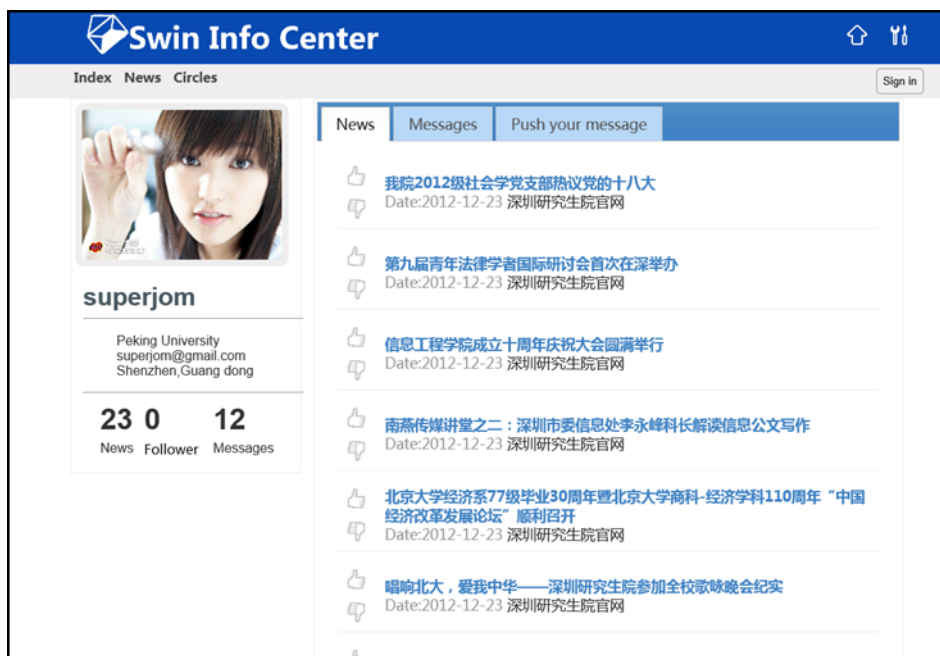 Swin Info Center
Index News Circles
Sign in
News Messages Push your message
superjom
Peking University
superjom@gmail.com
Shenzhen,Guang dong
23 0 12
News Follower Messages
我院2012级社会学党支部热议党的十八大
Date:2012-12-23 深圳研究生院官网
第九届青年法律学者国际研讨会首次在深举办
Date:2012-12-23 深圳研究生院官网
信息工程学院成立十周年庆祝大会圆满举行
Date:2012-12-23 深圳研究生院官网
南燕传媒讲堂之二：深圳市委信息处李永峰科长解读信息公文写作
Date:2012-12-23 深圳研究生院官网
北京大学经济系77级毕业30周年暨北京大学商科-经济学科110周年“中国
经济改革发展论坛”顺利召开
Date:2012-12-23 深圳研究生院官网
唱响北大，爱我中华——深圳研究生院参加全校歌咏晚会纪实
Date:2012-12-23 深圳研究生院官网